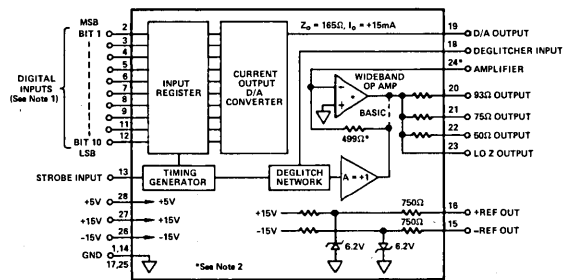 MSB
BIT 1
2
3
4
5
6
7
8
9
11
12
BIT 10
LSB
DIGITAL
INPUTS
(See Note 1)
INPUT
REGISTER
CURRENT
OUTPUT
D/A
CONVERTER
Zₒ = 165Ω, Iₒ = +15mA
19 D/A OUTPUT
18 DEGLITCHER INPUT
24* AMPLIFIER
WIDEBAND
OP AMP
BASIC
499Ω*
20 93Ω OUTPUT
21 75Ω OUTPUT
22 50Ω OUTPUT
23 LO Z OUTPUT
STROBE INPUT 13
TIMING
GENERATOR
DEGLITCH
NETWORK
A = +1
+5V 28 +5V
+15V 27 +15V
-15V 26 -15V
GND 1,14
17,25
*See Note 2
+15V
750Ω
16 +REF OUT
-15V
750Ω
15 -REF OUT
6.2V
6.2V